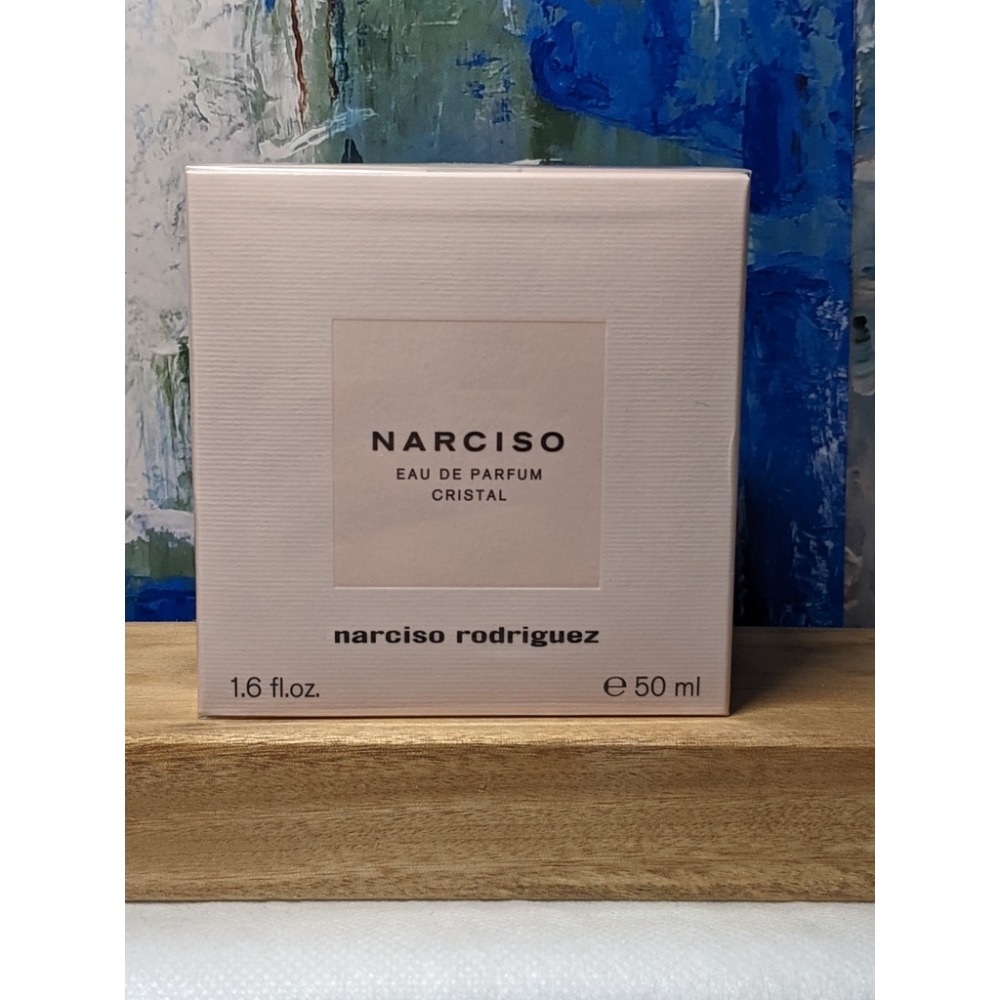 NARCISO
EAU DE PARFUM
CRISTAL
narciso rodriguez
1.6 fl.oz. ℮ 50 ml